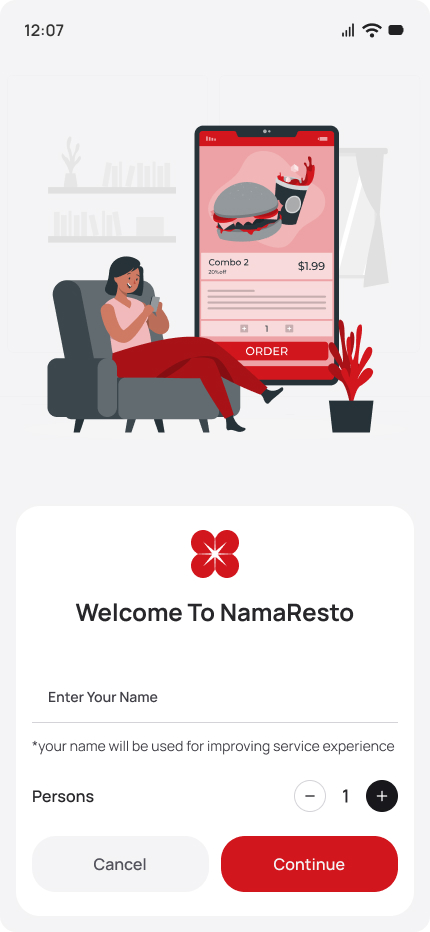 12:07
Combo 2
20%off
$1.99
1
ORDER
Welcome To NamaResto
Enter Your Name
*your name will be used for improving service experience
Persons
− 1 +
Cancel Continue